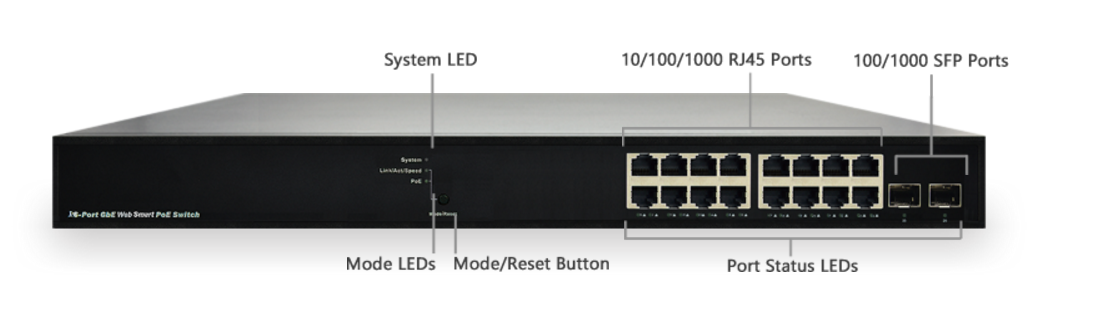 System LED
10/100/1000 RJ45 Ports
100/1000 SFP Ports
System
Link/Act/Speed
PoE
Mode/Reset
16-Port GbE Web Smart PoE Switch
Mode LEDs
Mode/Reset Button
Port Status LEDs